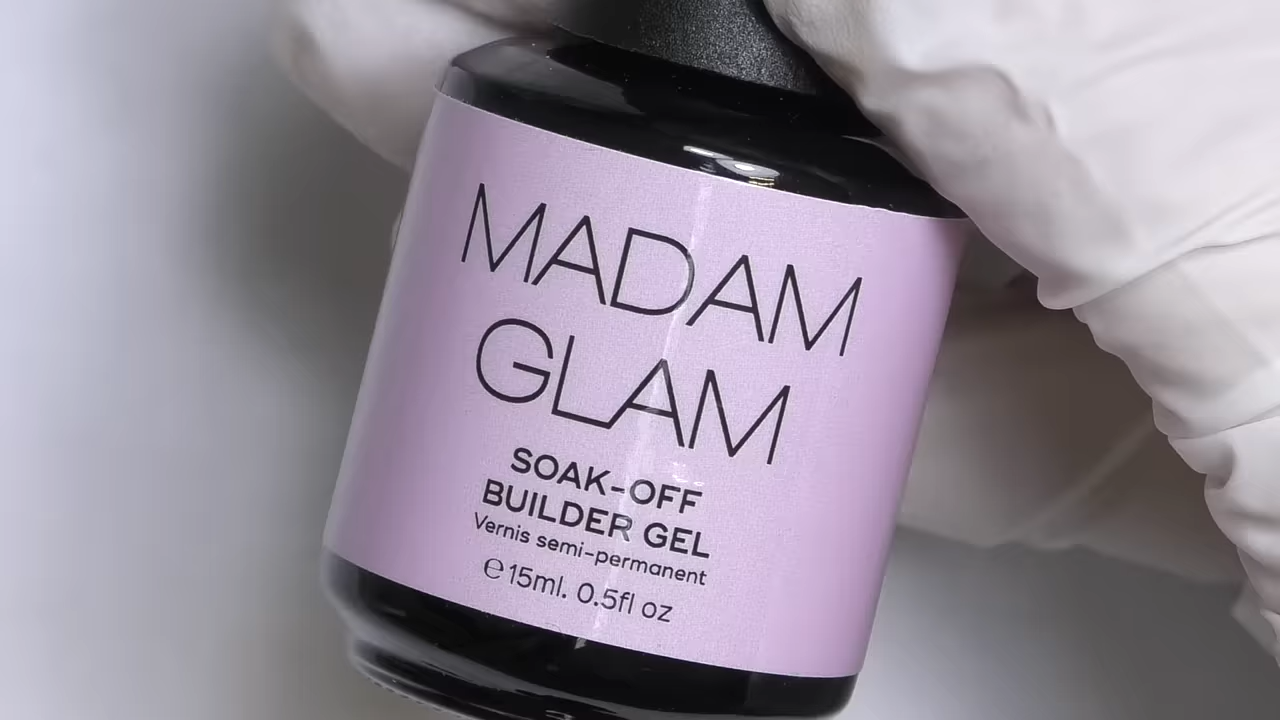 MADAM
GLAM
SOAK-OFF
BUILDER GEL
Vernis semi-permanent
℮ 15ml. 0.5fl oz